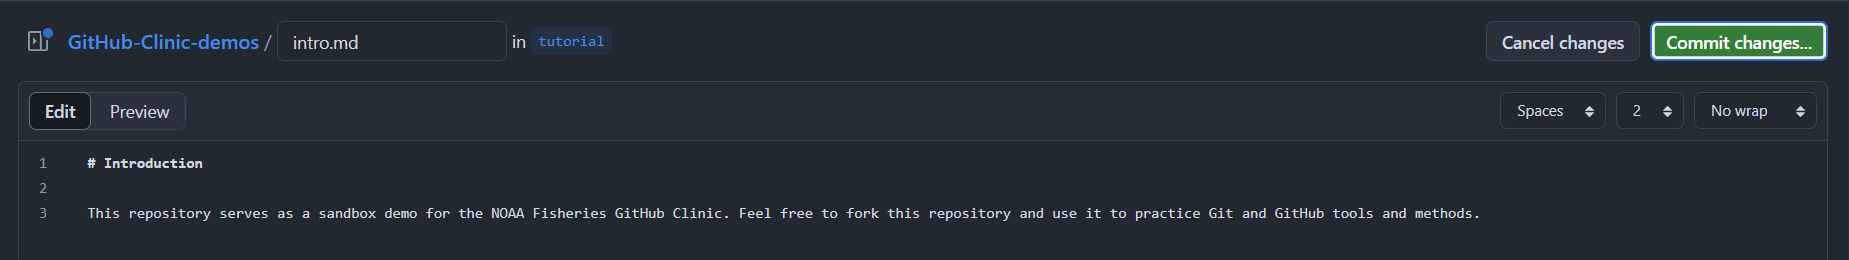 GitHub-Clinic-demos / intro.md in tutorial Cancel changes Commit changes...
Edit Preview Spaces 2 No wrap
1 # Introduction
2
3 This repository serves as a sandbox demo for the NOAA Fisheries GitHub Clinic. Feel free to fork this repository and use it to practice Git and GitHub tools and methods.